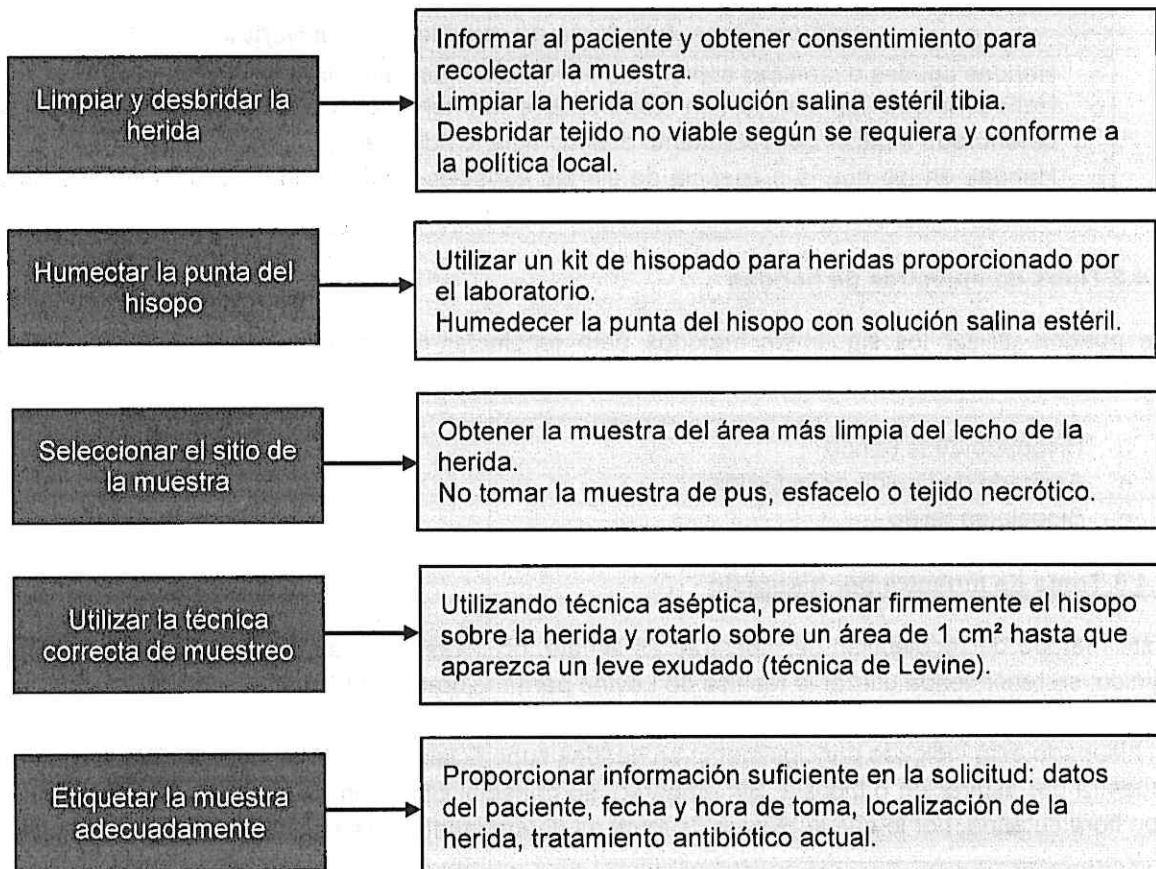 Limpiar y desbridar la
herida
Informar al paciente y obtener consentimiento para
recolectar la muestra.
Limpiar la herida con solución salina estéril tibia.
Desbridar tejido no viable según se requiera y conforme a
la política local.
Humectar la punta del
hisopo
Utilizar un kit de hisopado para heridas proporcionado por
el laboratorio.
Humedecer la punta del hisopo con solución salina estéril.
Seleccionar el sitio de
la muestra
Obtener la muestra del área más limpia del lecho de la
herida.
No tomar la muestra de pus, esfacelo o tejido necrótico.
Utilizar la técnica
correcta de muestreo
Utilizando técnica aséptica, presionar firmemente el hisopo
sobre la herida y rotarlo sobre un área de 1 cm² hasta que
aparezca un leve exudado (técnica de Levine).
Etiquetar la muestra
adecuadamente
Proporcionar información suficiente en la solicitud: datos
del paciente, fecha y hora de toma, localización de la
herida, tratamiento antibiótico actual.